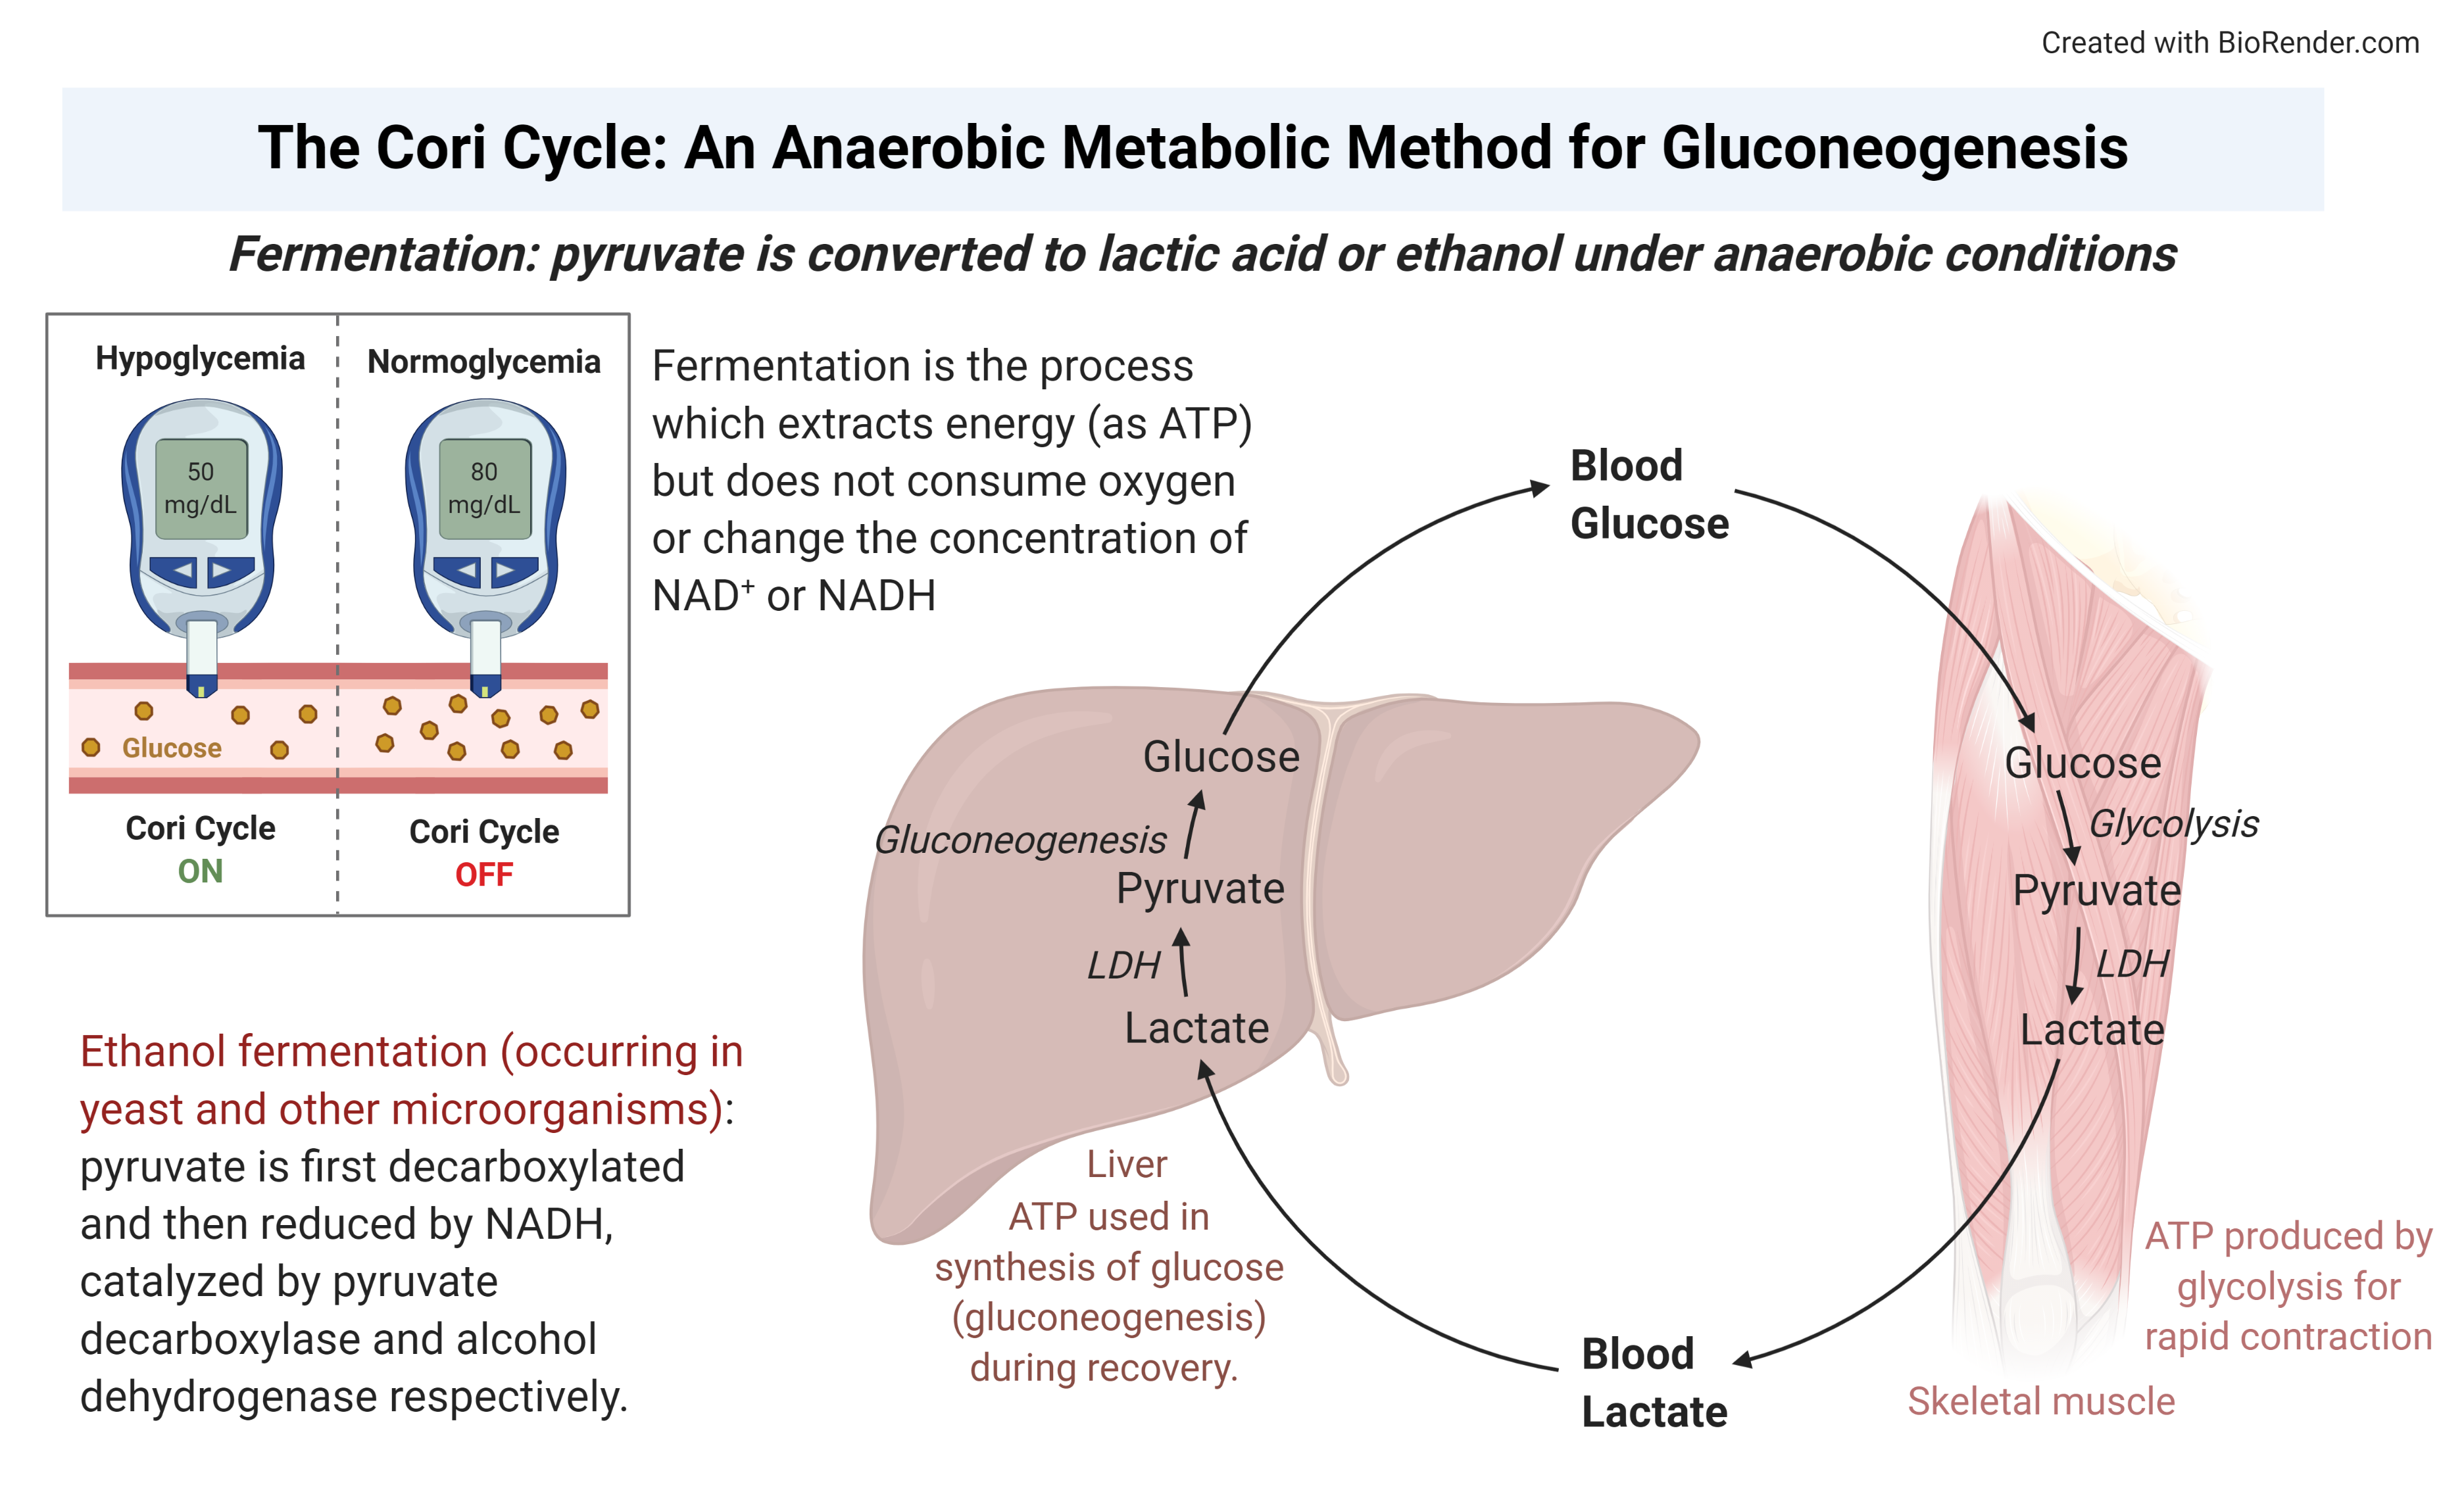 Created with BioRender.com
The Cori Cycle: An Anaerobic Metabolic Method for Gluconeogenesis
Fermentation: pyruvate is converted to lactic acid or ethanol under anaerobic conditions
Hypoglycemia
50
mg/dL
Glucose
Cori Cycle
ON
Normoglycemia
80
mg/dL
Cori Cycle
OFF
Fermentation is the process
which extracts energy (as ATP)
but does not consume oxygen
or change the concentration of
NAD⁺ or NADH
Ethanol fermentation (occurring in
yeast and other microorganisms):
pyruvate is first decarboxylated
and then reduced by NADH,
catalyzed by pyruvate
decarboxylase and alcohol
dehydrogenase respectively.
Blood
Glucose
Glucose
Gluconeogenesis
Pyruvate
LDH
Lactate
Liver
ATP used in
synthesis of glucose
(gluconeogenesis)
during recovery.
Glucose
Glycolysis
Pyruvate
LDH
Lactate
ATP produced by
glycolysis for
rapid contraction
Skeletal muscle
Blood
Lactate